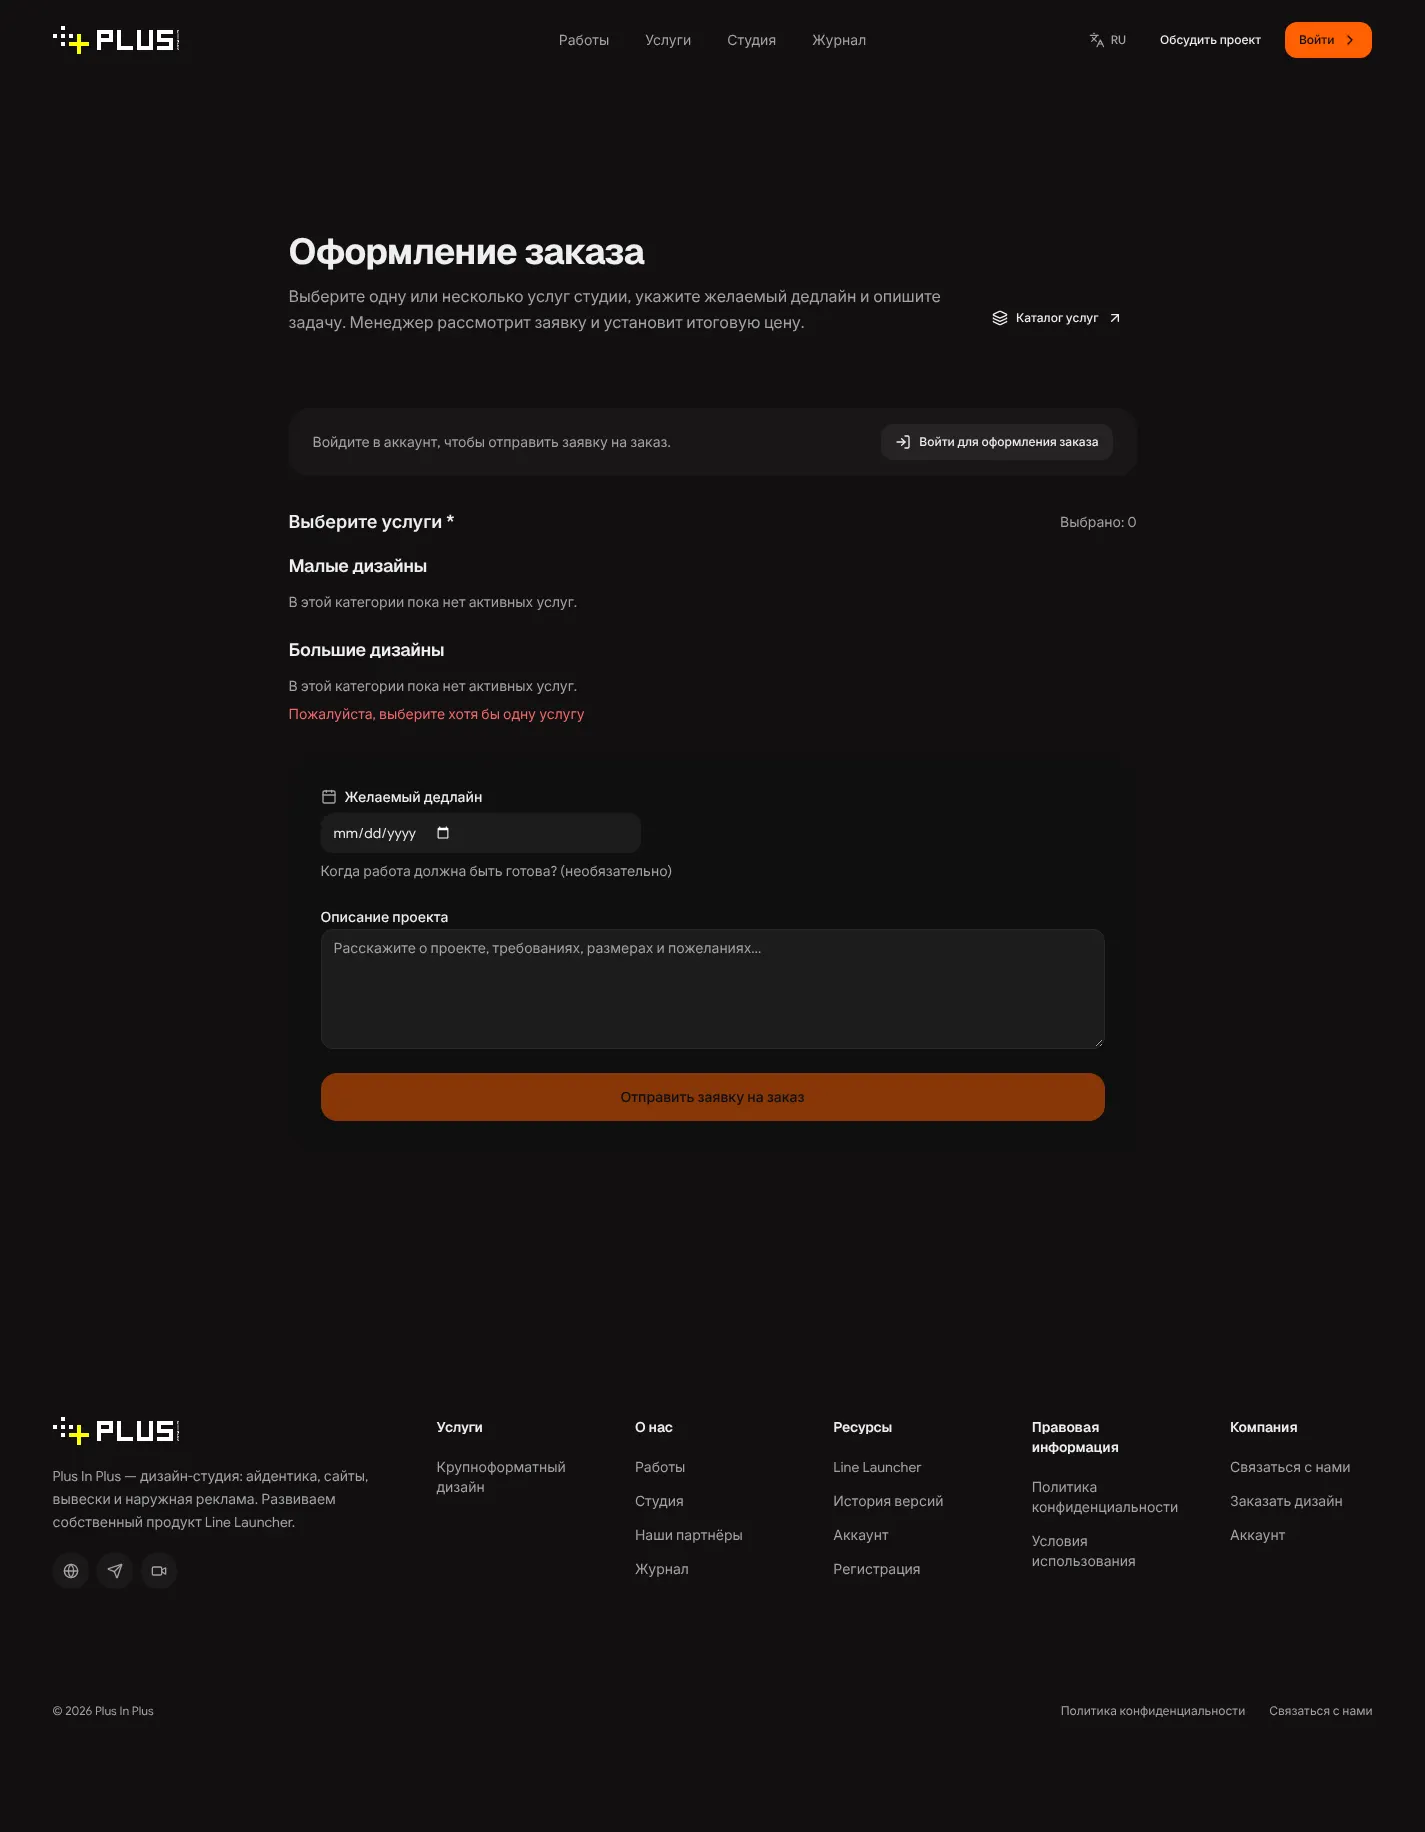 PLUS
Работы
Услуги
Студия
Журнал
RU
Обсудить проект
Войти
Оформление заказа
Выберите одну или несколько услуг студии, укажите желаемый дедлайн и опишите
задачу. Менеджер рассмотрит заявку и установит итоговую цену.
Каталог услуг
Войдите в аккаунт, чтобы отправить заявку на заказ.
Войти для оформления заказа
Выберите услуги *
Выбрано: 0
Малые дизайны
В этой категории пока нет активных услуг.
Большие дизайны
В этой категории пока нет активных услуг.
Пожалуйста, выберите хотя бы одну услугу
Желаемый дедлайн
mm/dd/yyyy
Когда работа должна быть готова? (необязательно)
Описание проекта
Расскажите о проекте, требованиях, размерах и пожеланиях...
Отправить заявку на заказ
PLUS
Plus In Plus — дизайн-студия: айдентика, сайты,
вывески и наружная реклама. Развиваем
собственный продукт Line Launcher.
Услуги
Крупноформатный
дизайн
О нас
Работы
Студия
Наши партнёры
Журнал
Ресурсы
Line Launcher
История версий
Аккаунт
Регистрация
Правовая
информация
Политика
конфиденциальности
Условия
использования
Компания
Связаться с нами
Заказать дизайн
Аккаунт
© 2026 Plus In Plus
Политика конфиденциальности
Связаться с нами